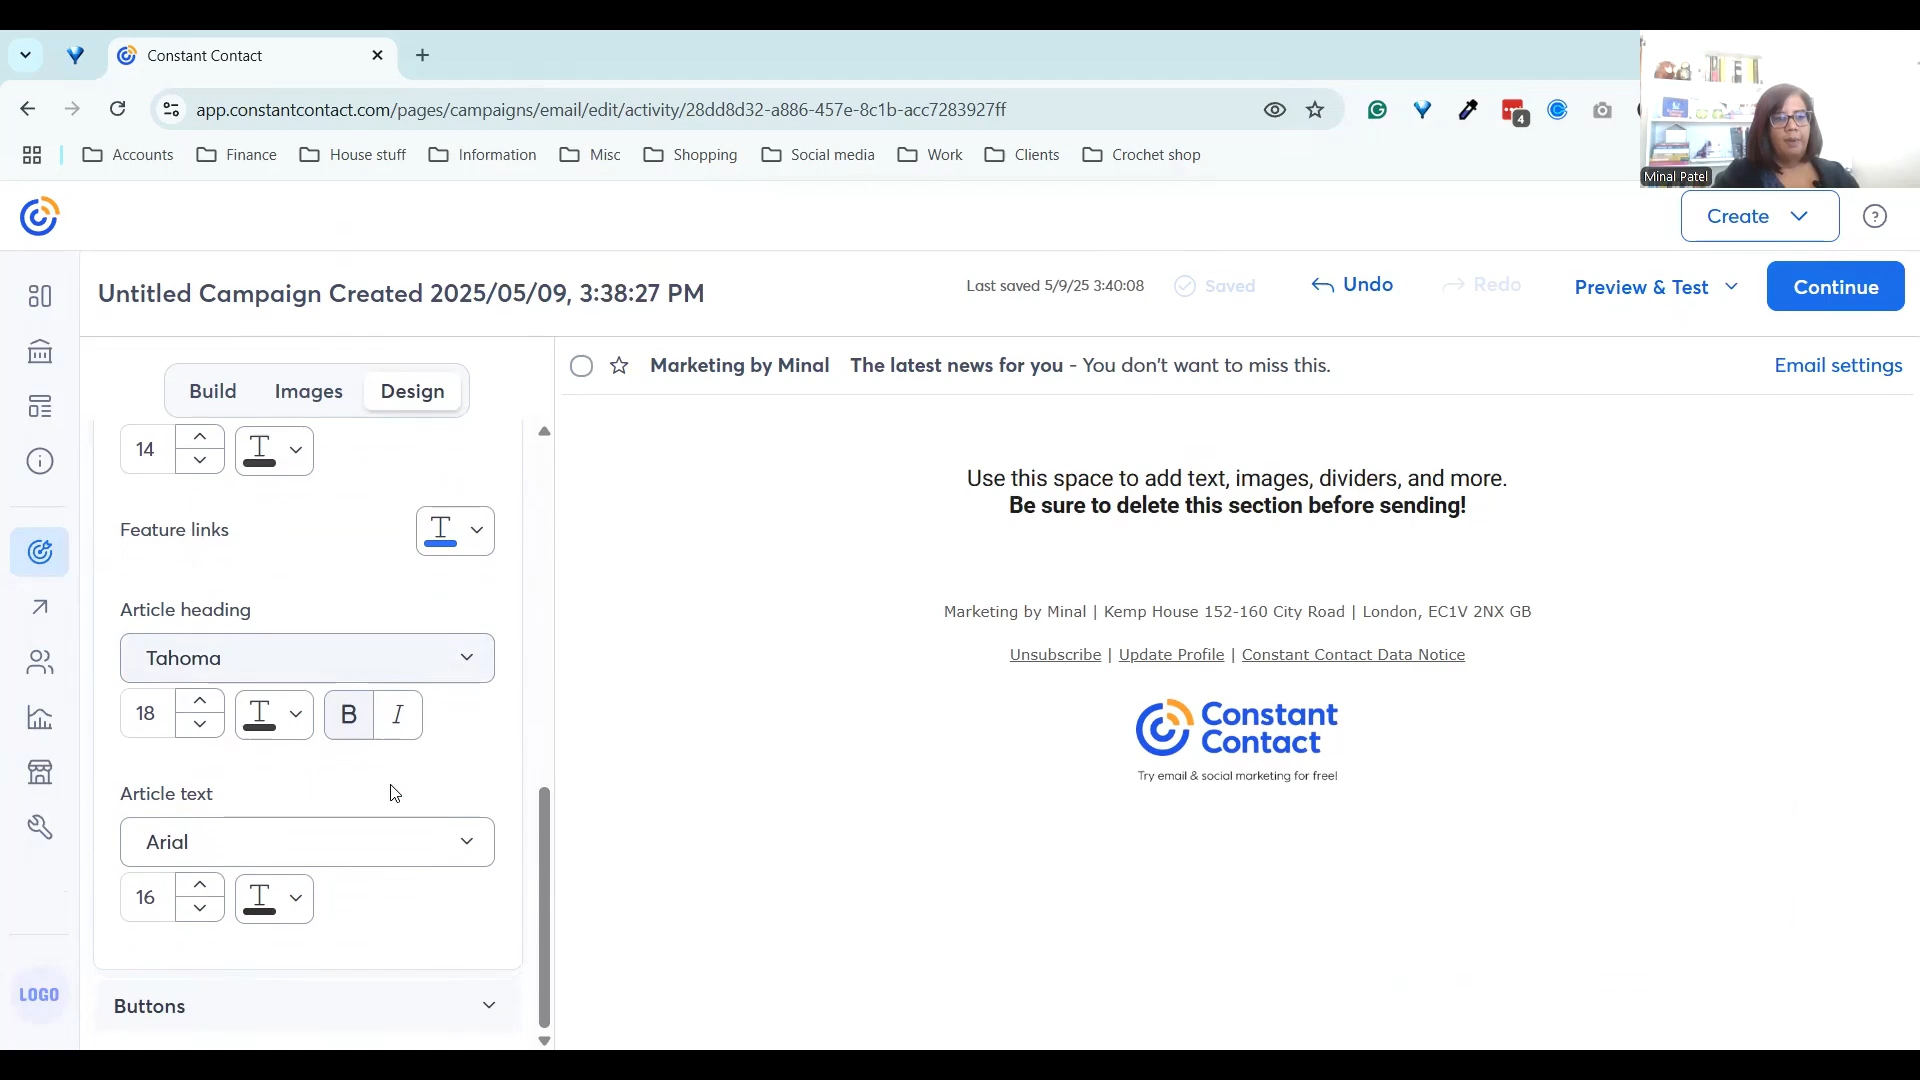 Constant Contact
app.constantcontact.com/pages/campaigns/email/edit/activity/28dd8d32-a886-457e-8c1b-acc7283927ff
4
Accounts
Finance
House stuff
Information
Misc
Shopping
Social media
Work
Clients
Crochet shop
Minal Patel
Create
Untitled Campaign Created 2025/05/09, 3:38:27 PM
Last saved 5/9/25 3:40:08
Saved
Undo
Redo
Preview & Test
Continue
Build
Images
Design
Marketing by Minal The latest news for you - You don't want to miss this.
Email settings
14
Feature links
Article heading
Tahoma
18
B
I
Article text
Arial
16
Buttons
LOGO
Use this space to add text, images, dividers, and more.
Be sure to delete this section before sending!
Marketing by Minal | Kemp House 152-160 City Road | London, EC1V 2NX GB
Unsubscribe | Update Profile | Constant Contact Data Notice
Constant
Contact
Try email & social marketing for free!